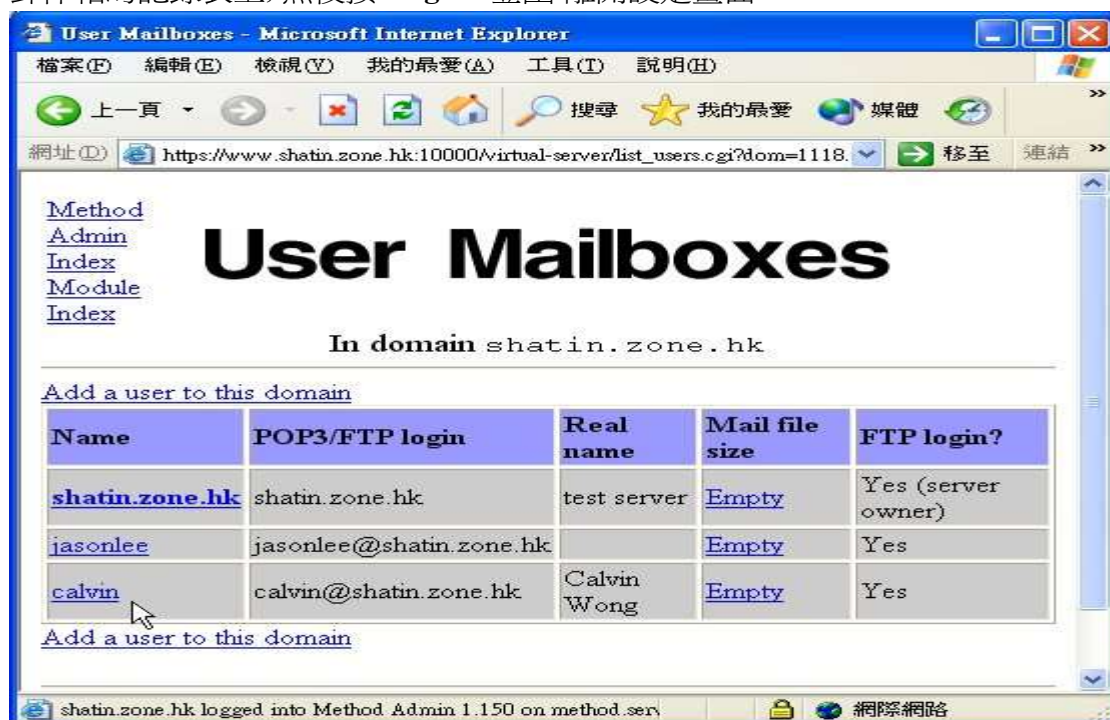 User Mailboxes - Microsoft Internet Explorer
檔案(F) 編輯(E) 檢視(V) 我的最愛(A) 工具(T) 說明(H)
上一頁 搜尋 我的最愛 媒體 »
網址(D) https://www.shatin.zone.hk:10000/virtual-server/list_users.cgi?dom=1118. 移至 連結 »
Method
Admin
Index
Module
Index
User Mailboxes
In domain shatin.zone.hk
Add a user to this domain
Name POP3/FTP login Real name Mail file size FTP login?
shatin.zone.hk shatin.zone.hk test server Empty Yes (server owner)
jasonlee jasonlee@shatin.zone.hk Empty Yes
calvin calvin@shatin.zone.hk Calvin Wong Empty Yes
Add a user to this domain
shatin.zone.hk logged into Method Admin 1.150 on method.serv 網際網路